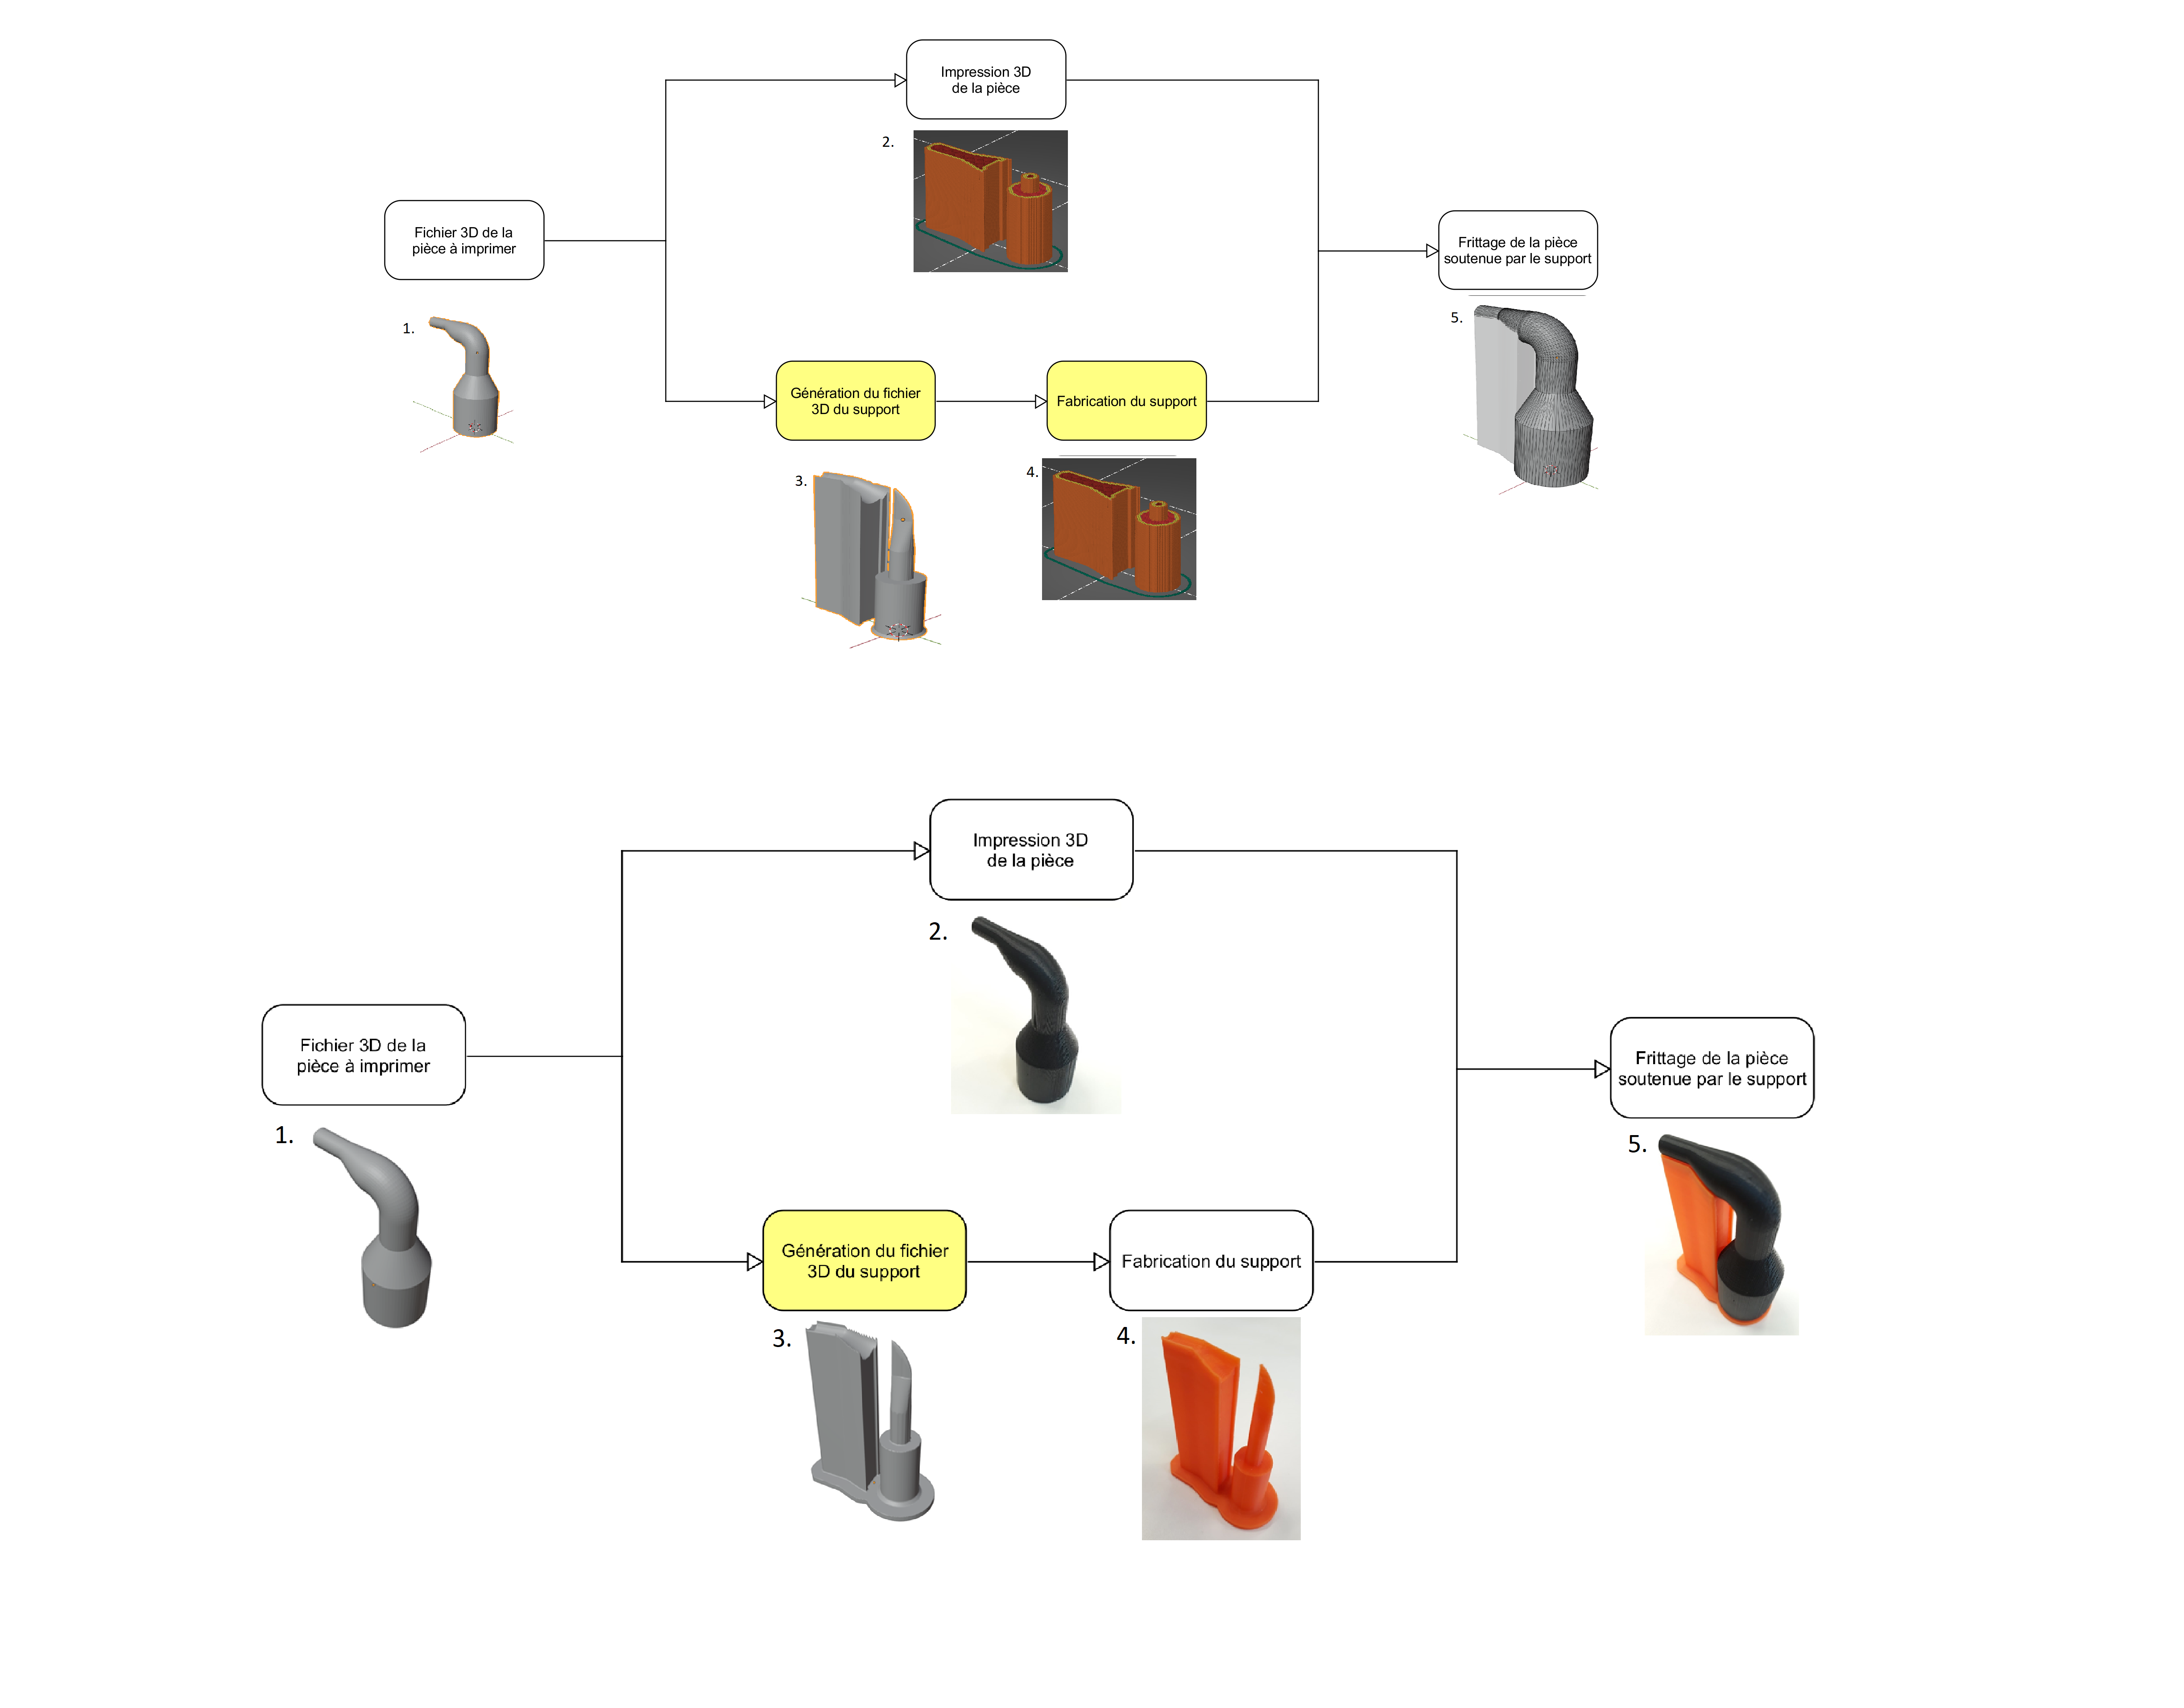 Impression 3D
de la pièce
2.
Fichier 3D de la
pièce à imprimer
Frittage de la pièce
soutenue par le support
1.
5.
Génération du fichier
3D du support
Fabrication du support
3.
4.
Impression 3D
de la pièce
2.
Fichier 3D de la
pièce à imprimer
Frittage de la pièce
soutenue par le support
1.
5.
Génération du fichier
3D du support
Fabrication du support
3.
4.